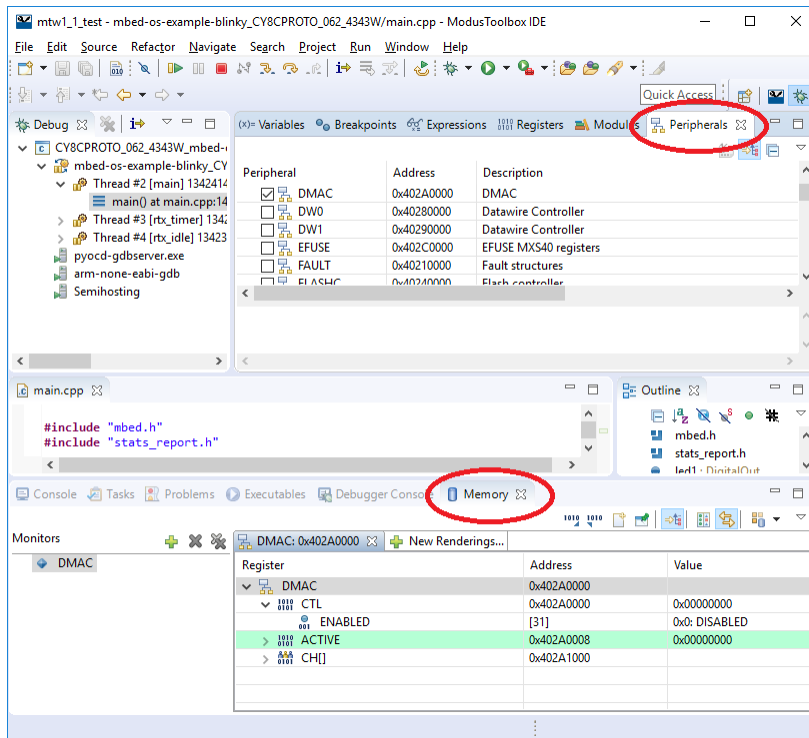 mtw1_1_test - mbed-os-example-blinky_CY8CPROTO_062_4343W/main.cpp - ModusToolbox IDE
File Edit Source Refactor Navigate Search Project Run Window Help
Quick Access
Debug
CY8CPROTO_062_4343W_mbed-
mbed-os-example-blinky_CY
Thread #2 [main] 1342414
main() at main.cpp:14
Thread #3 [rtx_timer] 1342
Thread #4 [rtx_idle] 13423
pyocd-gdbserver.exe
arm-none-eabi-gdb
Semihosting
(x)= Variables Breakpoints Expressions Registers Modules Peripherals
Peripheral Address Description
DMAC 0x402A0000 DMAC
DW0 0x40280000 Datawire Controller
DW1 0x40290000 Datawire Controller
EFUSE 0x402C0000 EFUSE MXS40 registers
FAULT 0x40210000 Fault structures
FLASHC 0x40240000 Flash controller
main.cpp
#include "mbed.h"
#include "stats_report.h"
Outline
mbed.h
stats_report.h
led1 : DigitalOut
Console Tasks Problems Executables Debugger Console Memory
Monitors
DMAC
DMAC: 0x402A0000 New Renderings...
Register Address Value
DMAC 0x402A0000
CTL 0x402A0000 0x00000000
ENABLED [31] 0x0: DISABLED
ACTIVE 0x402A0008 0x00000000
CH[] 0x402A1000